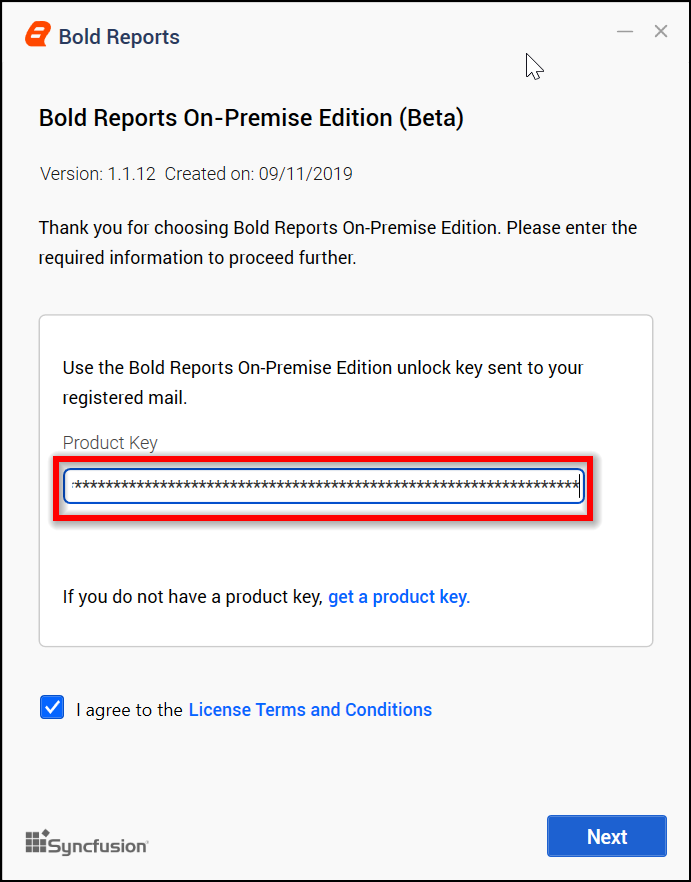 Bold Reports
Bold Reports On-Premise Edition (Beta)
Version: 1.1.12 Created on: 09/11/2019
Thank you for choosing Bold Reports On-Premise Edition. Please enter the
required information to proceed further.
Use the Bold Reports On-Premise Edition unlock key sent to your
registered mail.
Product Key
*******************************************************************
If you do not have a product key, get a product key.
I agree to the License Terms and Conditions
Syncfusion
Next